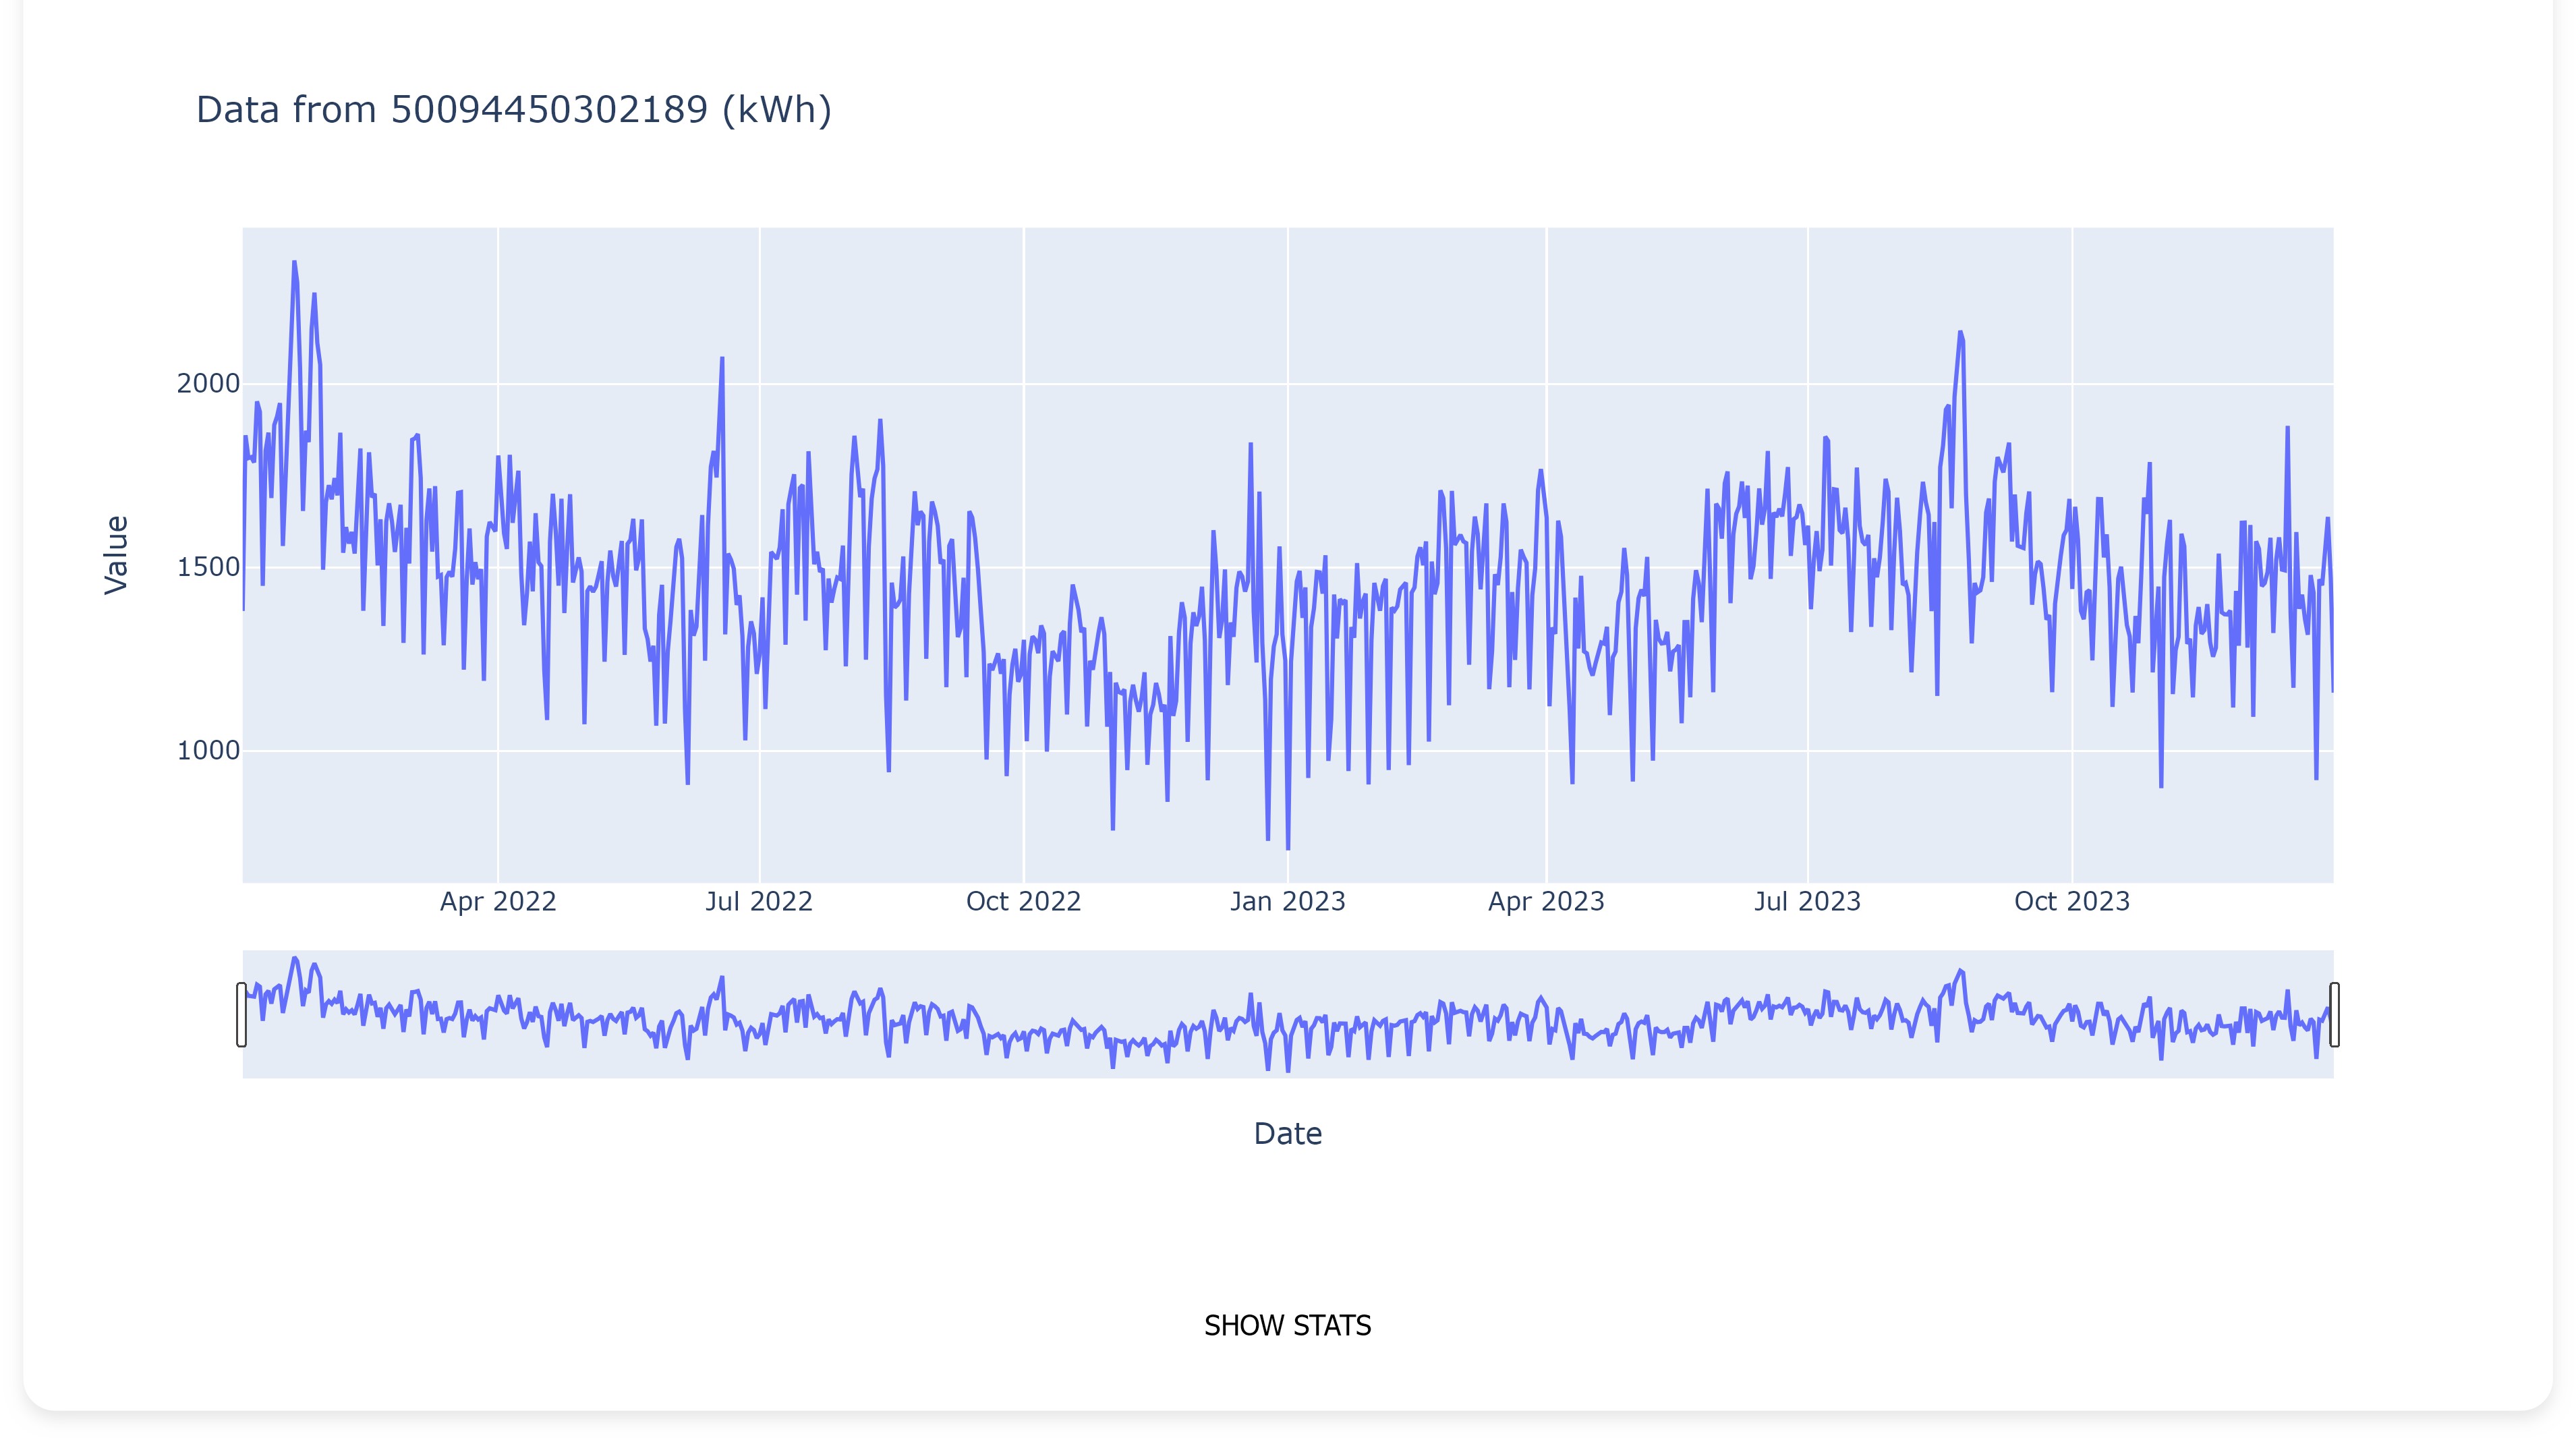 Data from 50094450302189 (kWh)
2000
1500
1000
Value
Apr 2022
Jul 2022
Oct 2022
Jan 2023
Apr 2023
Jul 2023
Oct 2023
Date
SHOW STATS